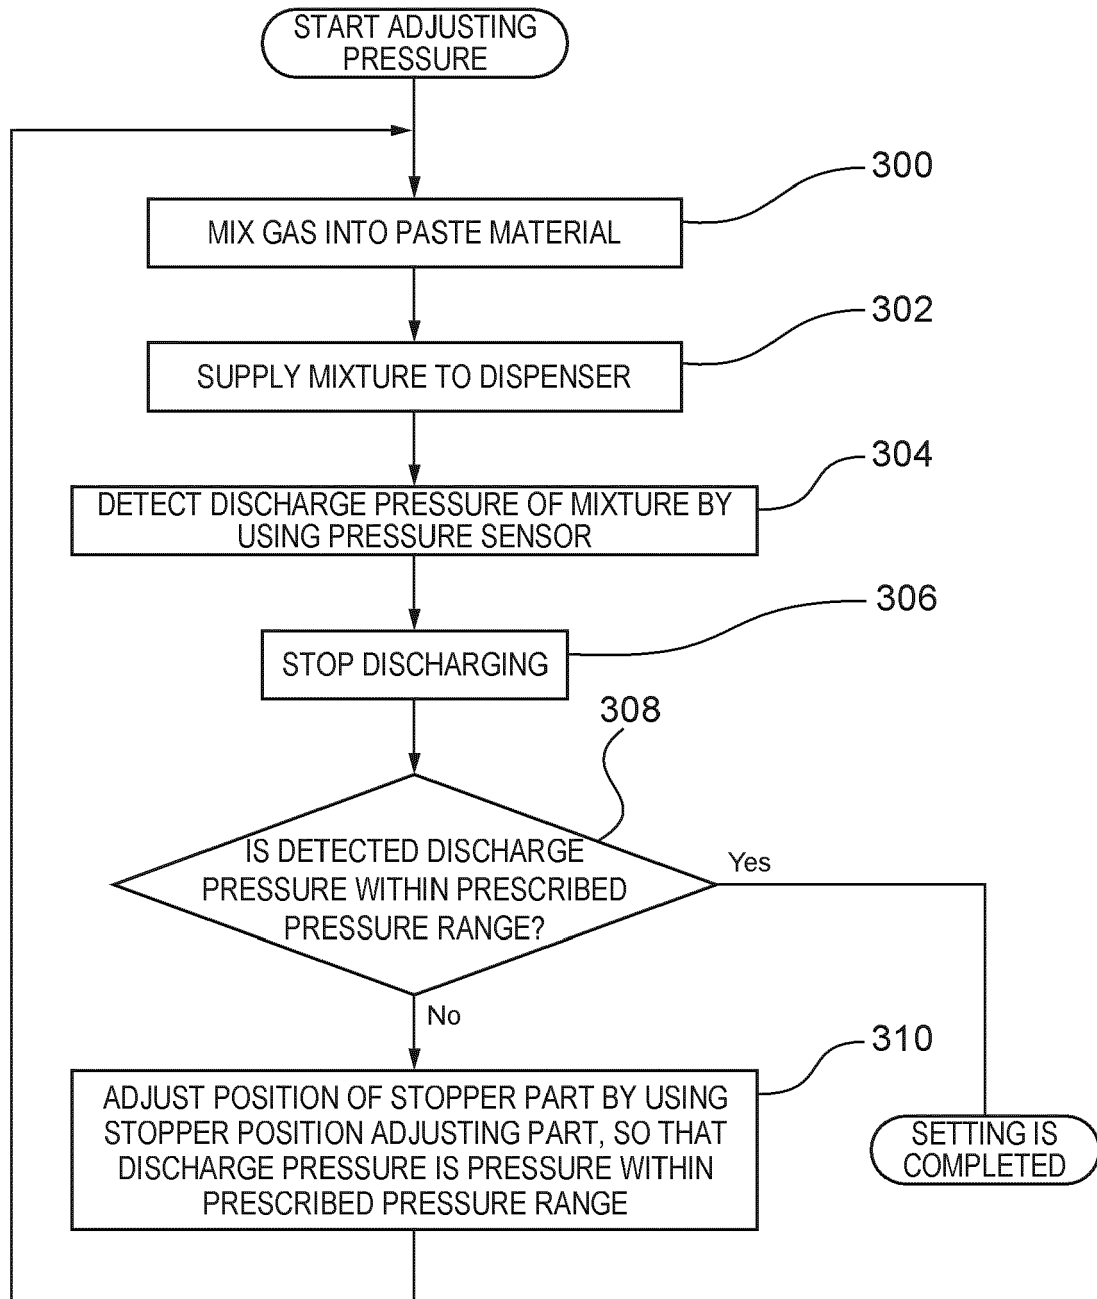 START ADJUSTING
PRESSURE
300
MIX GAS INTO PASTE MATERIAL
302
SUPPLY MIXTURE TO DISPENSER
304
DETECT DISCHARGE PRESSURE OF MIXTURE BY
USING PRESSURE SENSOR
306
STOP DISCHARGING
308
IS DETECTED DISCHARGE
PRESSURE WITHIN PRESCRIBED
PRESSURE RANGE?
Yes
No
310
ADJUST POSITION OF STOPPER PART BY USING
STOPPER POSITION ADJUSTING PART, SO THAT
DISCHARGE PRESSURE IS PRESSURE WITHIN
PRESCRIBED PRESSURE RANGE
SETTING IS
COMPLETED